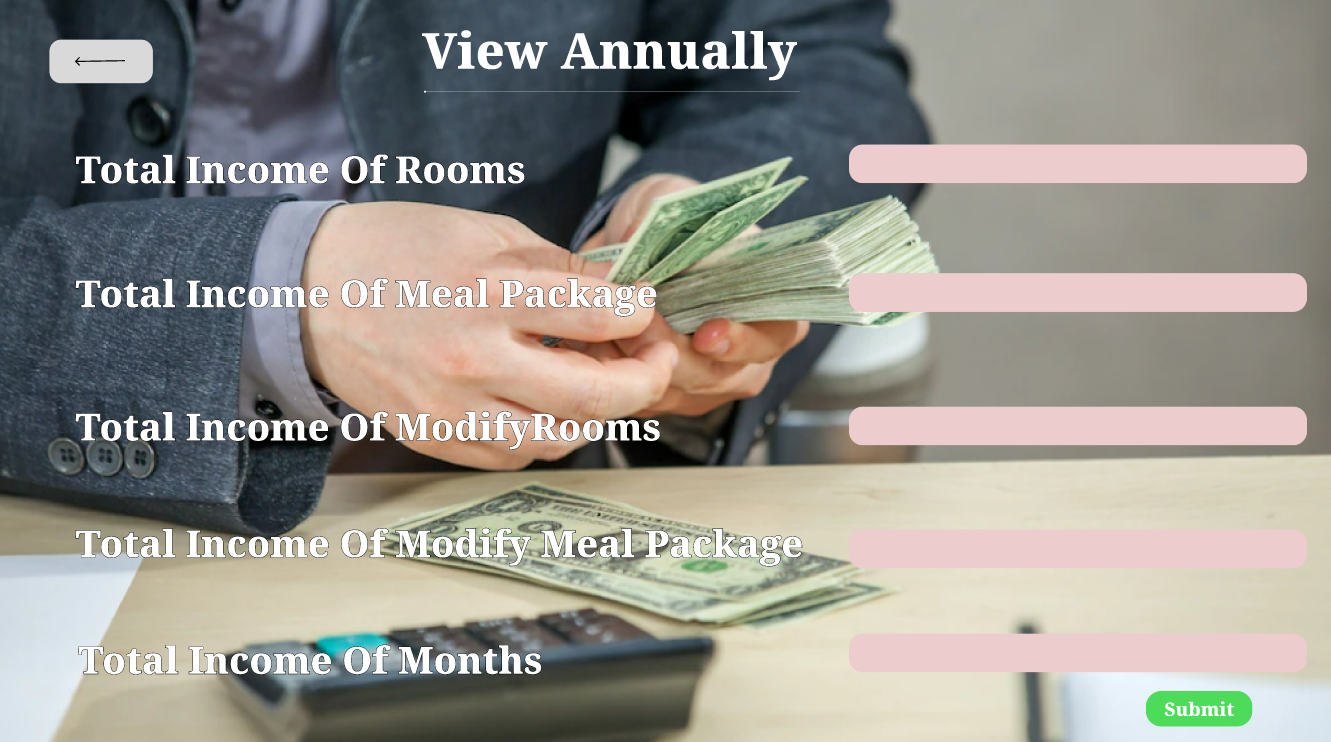 View Annually
Total Income Of Rooms
Total Income Of Meal Package
Total Income Of ModifyRooms
Total Income Of Modify Meal Package
Total Income Of Months
Submit